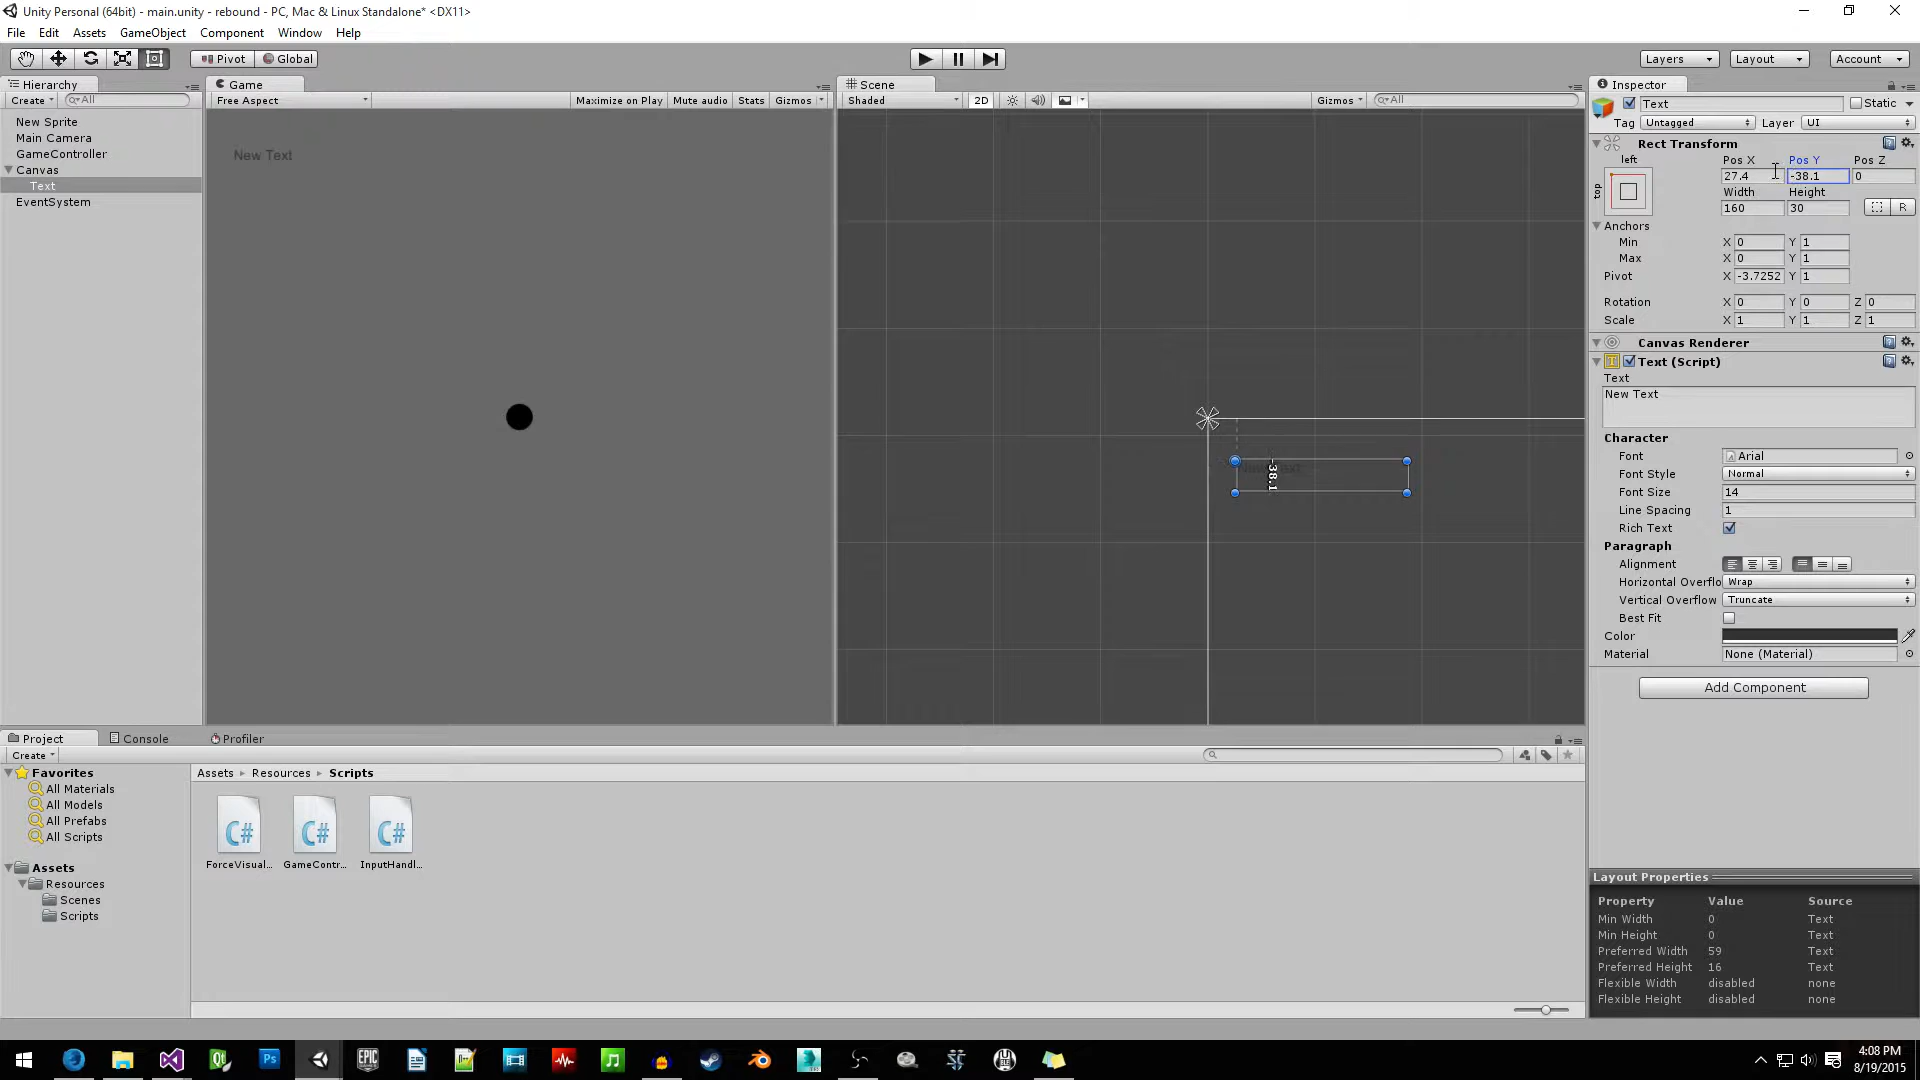 Unity Personal (64bit) - main.unity - rebound - PC, Mac & Linux Standalone* <DX11>
File Edit Assets GameObject Component Window Help
Pivot Global Layers Layout Account
Hierarchy
Create All
New Sprite
Main Camera
GameController
Canvas
Text
EventSystem
Game
Free Aspect Maximize on Play Mute audio Stats Gizmos
New Text
Scene
Shaded 2D Gizmos All
-38.1
Inspector
Text Static
Tag Untagged Layer UI
Rect Transform
left Pos X Pos Y Pos Z
top 27.4 -38.1 0
Width Height
160 30 R
Anchors
Min X 0 Y 1
Max X 0 Y 1
Pivot X -3.7252 Y 1
Rotation X 0 Y 0 Z 0
Scale X 1 Y 1 Z 1
Canvas Renderer
Text (Script)
Text
New Text
Character
Font Arial
Font Style Normal
Font Size 14
Line Spacing 1
Rich Text
Paragraph
Alignment
Horizontal Overflo Wrap
Vertical Overflow Truncate
Best Fit
Color
Material None (Material)
Add Component
Layout Properties
Property Value Source
Min Width 0 Text
Min Height 0 Text
Preferred Width 59 Text
Preferred Height 16 Text
Flexible Width disabled none
Flexible Height disabled none
Project Console Profiler
Create
Favorites
All Materials
All Models
All Prefabs
All Scripts
Assets
Resources
Scenes
Scripts
Assets Resources Scripts
C# C# C#
ForceVisual... GameContr... InputHandl...
Qt Ps EPIC
4:08 PM
8/19/2015